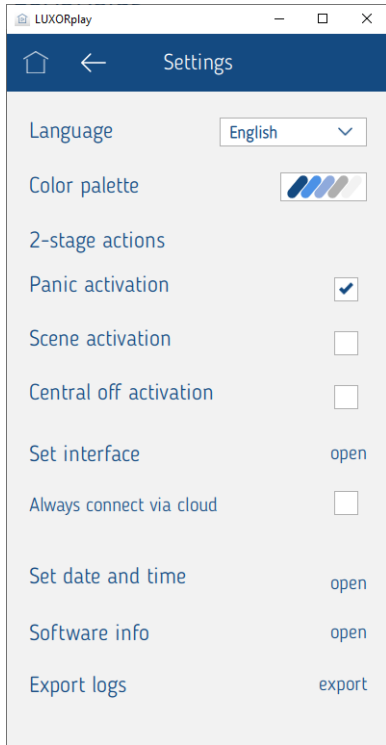 LUXORplay
Settings
Language English
Color palette
2-stage actions
Panic activation
Scene activation
Central off activation
Set interface open
Always connect via cloud
Set date and time open
Software info open
Export logs export